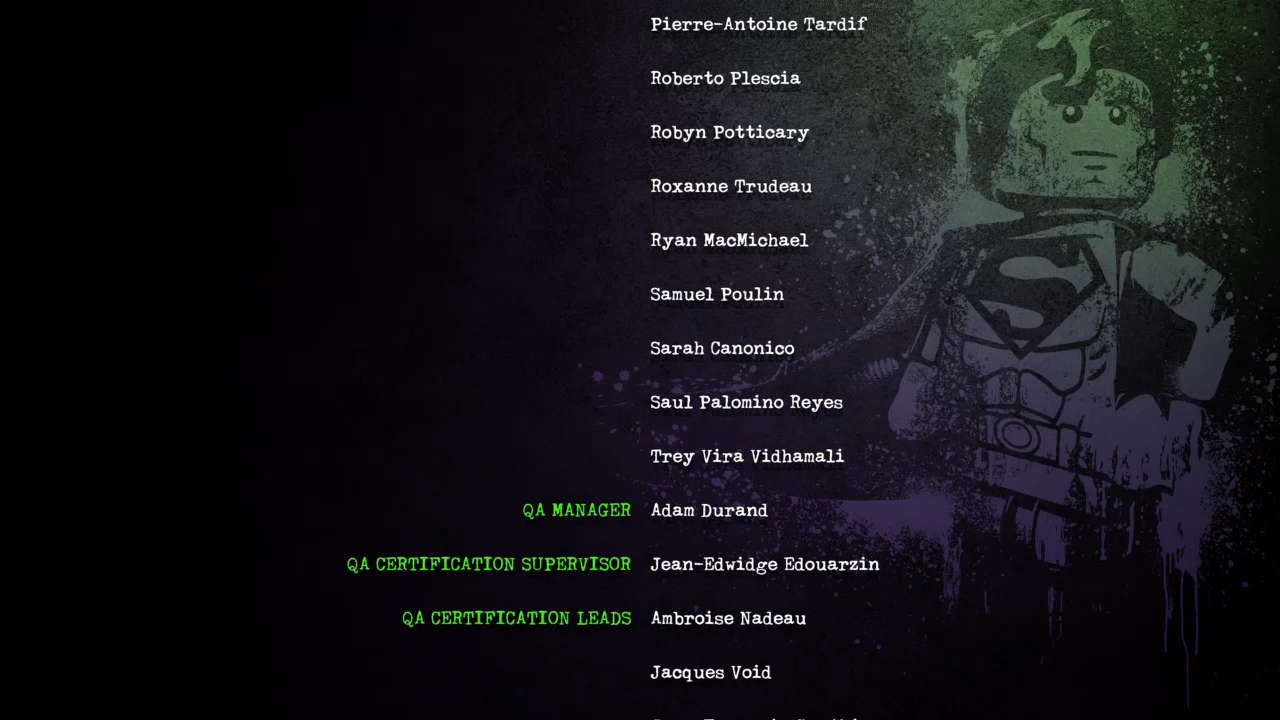 Pierre-Antoine Tardif
Roberto Plescia
Robyn Potticary
Roxanne Trudeau
Ryan MacMichael
Samuel Poulin
Sarah Canonico
Saul Palomino Reyes
Trey Vira Vidhamali
QA MANAGER Adam Durand
QA CERTIFICATION SUPERVISOR Jean-Edwidge Edouarzin
QA CERTIFICATION LEADS Ambroise Nadeau
Jacques Void